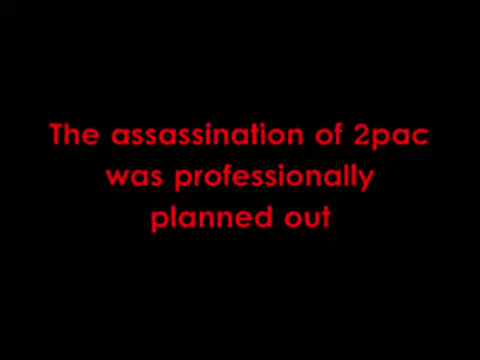 The assassination of 2pac
was professionally
planned out